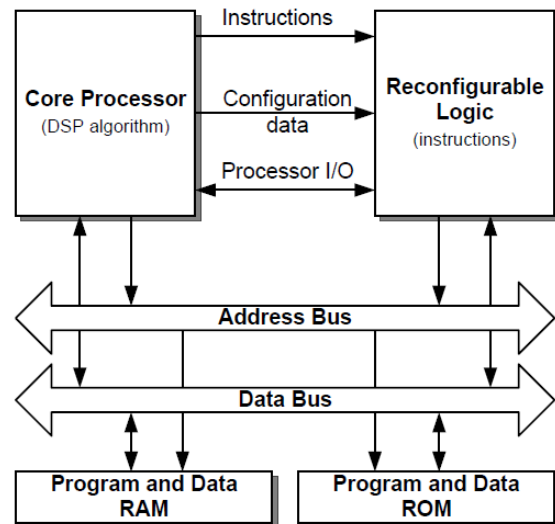 Instructions
Core Processor
(DSP algorithm)
Configuration
data
Processor I/O
Reconfigurable
Logic
(instructions)
Address Bus
Data Bus
Program and Data
RAM
Program and Data
ROM